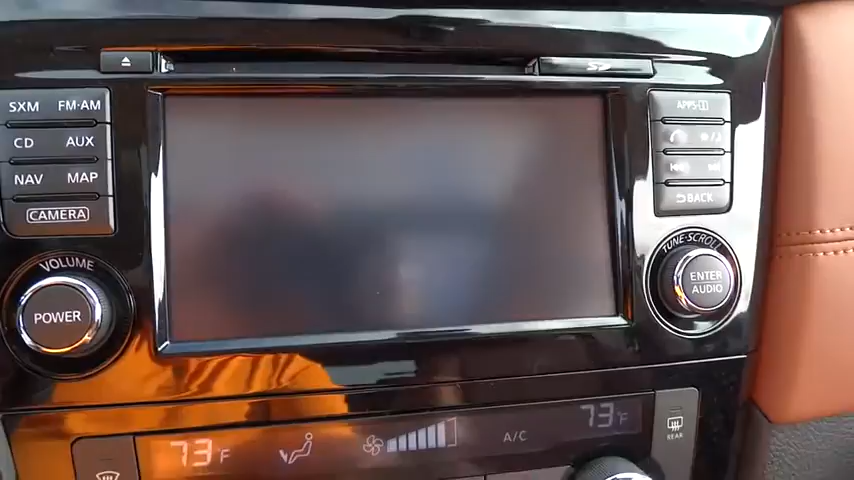 SD
SXM FM·AM
CD AUX
NAV MAP
CAMERA
VOLUME
POWER
APPS·
BACK
TUNE·SCROLL
ENTER
AUDIO
73°F
A/C
73°F
REAR